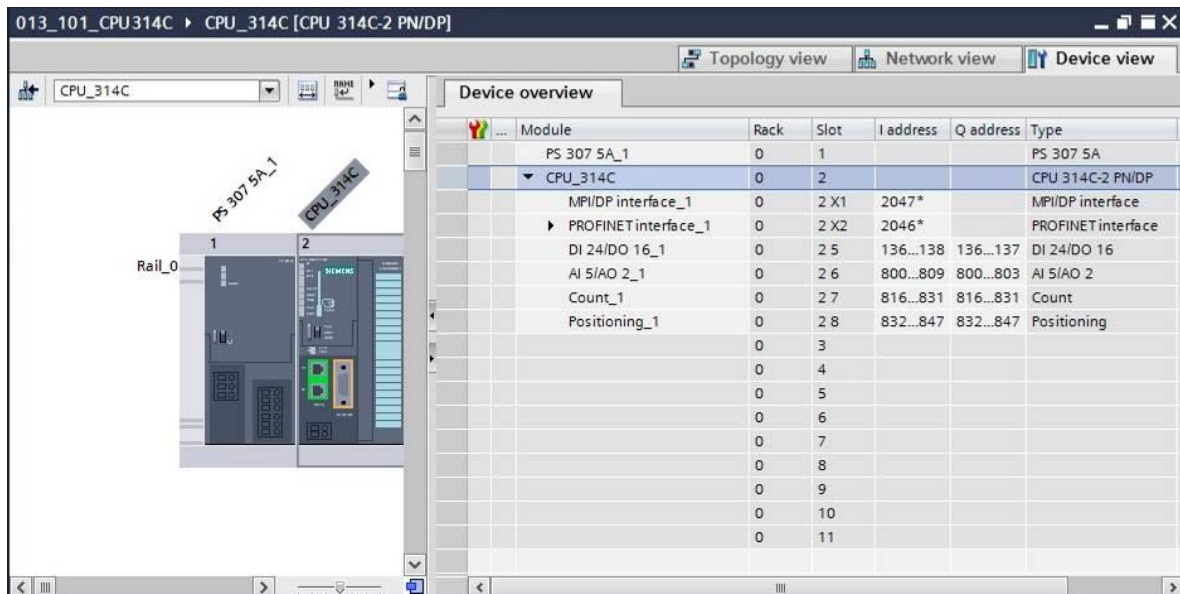 013_101_CPU314C ▸ CPU_314C [CPU 314C-2 PN/DP]
Topology view Network view Device view
CPU_314C
Device overview
... Module Rack Slot I address Q address Type
PS 307 5A_1 0 1 PS 307 5A
CPU_314C 0 2 CPU 314C-2 PN/DP
MPI/DP interface_1 0 2 X1 2047* MPI/DP interface
PROFINET interface_1 0 2 X2 2046* PROFINET interface
DI 24/DO 16_1 0 2 5 136...138 136...137 DI 24/DO 16
AI 5/AO 2_1 0 2 6 800...809 800...803 AI 5/AO 2
Count_1 0 2 7 816...831 816...831 Count
Positioning_1 0 2 8 832...847 832...847 Positioning
0 3
0 4
0 5
0 6
0 7
0 8
0 9
0 10
0 11
PS 307 5A_1
CPU_314C
1 2
Rail_0
SIEMENS